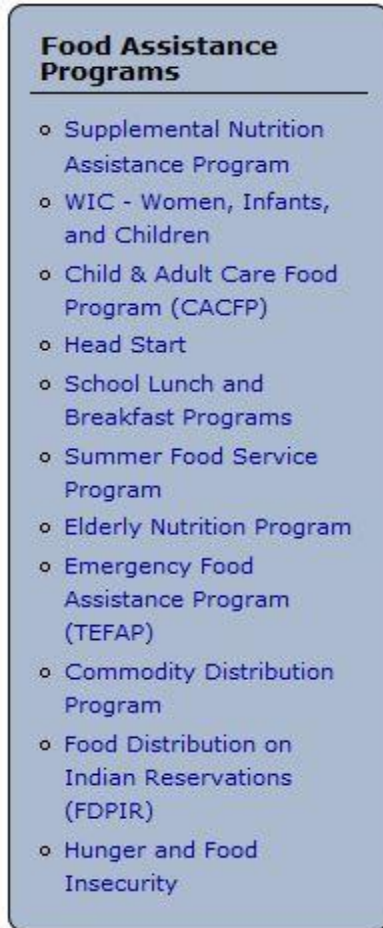 Food Assistance
Programs
Supplemental Nutrition
Assistance Program
WIC - Women, Infants,
and Children
Child & Adult Care Food
Program (CACFP)
Head Start
School Lunch and
Breakfast Programs
Summer Food Service
Program
Elderly Nutrition Program
Emergency Food
Assistance Program
(TEFAP)
Commodity Distribution
Program
Food Distribution on
Indian Reservations
(FDPIR)
Hunger and Food
Insecurity